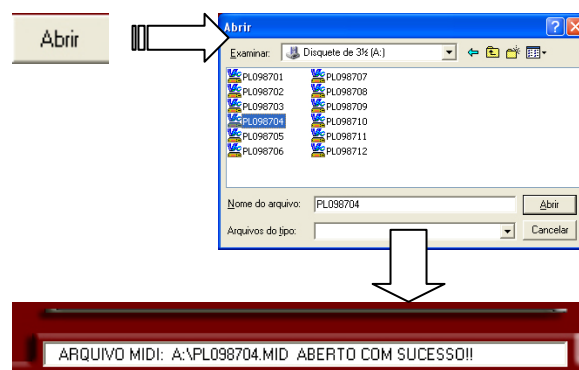 Abrir
Abrir
Examinar: Disquete de 3½ (A:)
PL098701 PL098707
PL098702 PL098708
PL098703 PL098709
PL098704 PL098710
PL098705 PL098711
PL098706 PL098712
Nome do arquivo: PL098704 Abrir
Arquivos do tipo: Cancelar
ARQUIVO MIDI: A:\PL098704.MID ABERTO COM SUCESSO!!